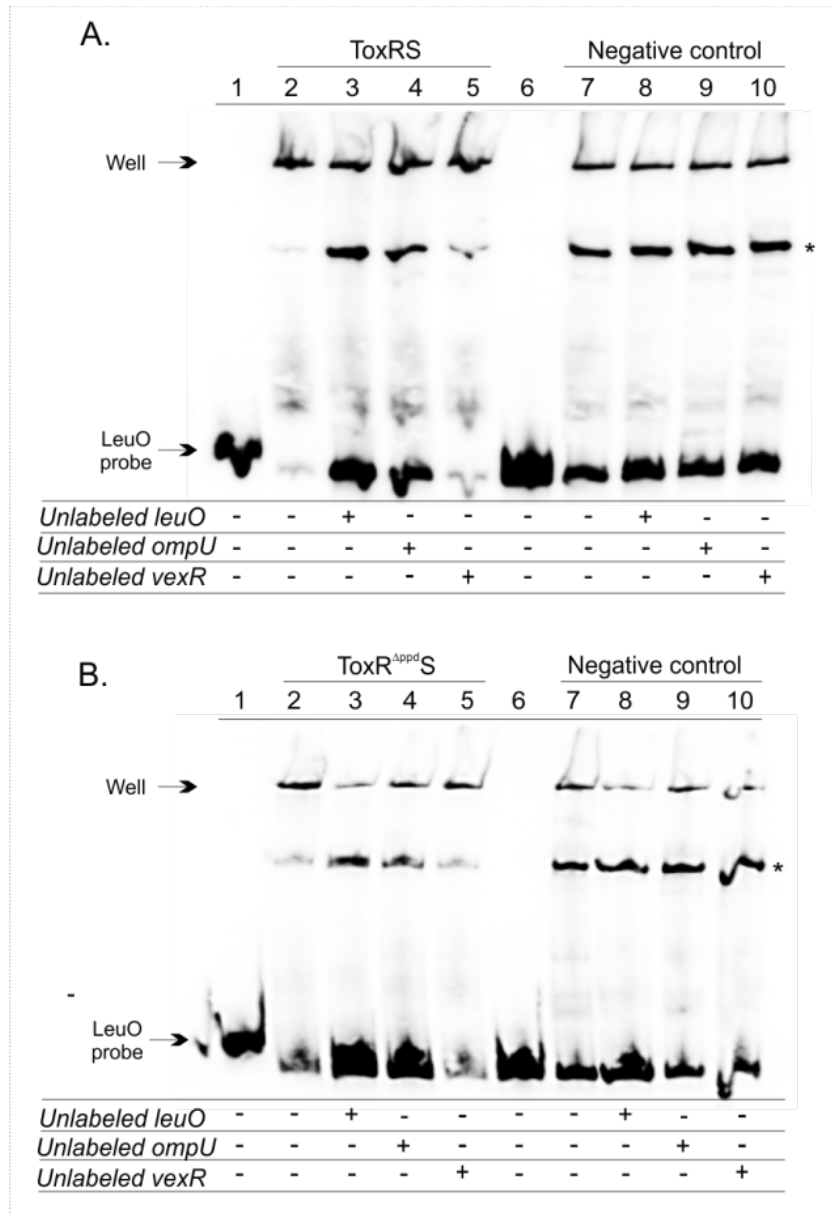 A.
ToxRS Negative control
1 2 3 4 5 6 7 8 9 10
Well
*
LeuO
probe
Unlabeled leuO - - + - - - - + - -
Unlabeled ompU - - - + - - - - + -
Unlabeled vexR - - - - + - - - - +
B.
ToxR^Δppd S Negative control
1 2 3 4 5 6 7 8 9 10
Well
*
-
LeuO
probe
Unlabeled leuO - - + - - - - + - -
Unlabeled ompU - - - + - - - - + -
Unlabeled vexR - - - - + - - - - +